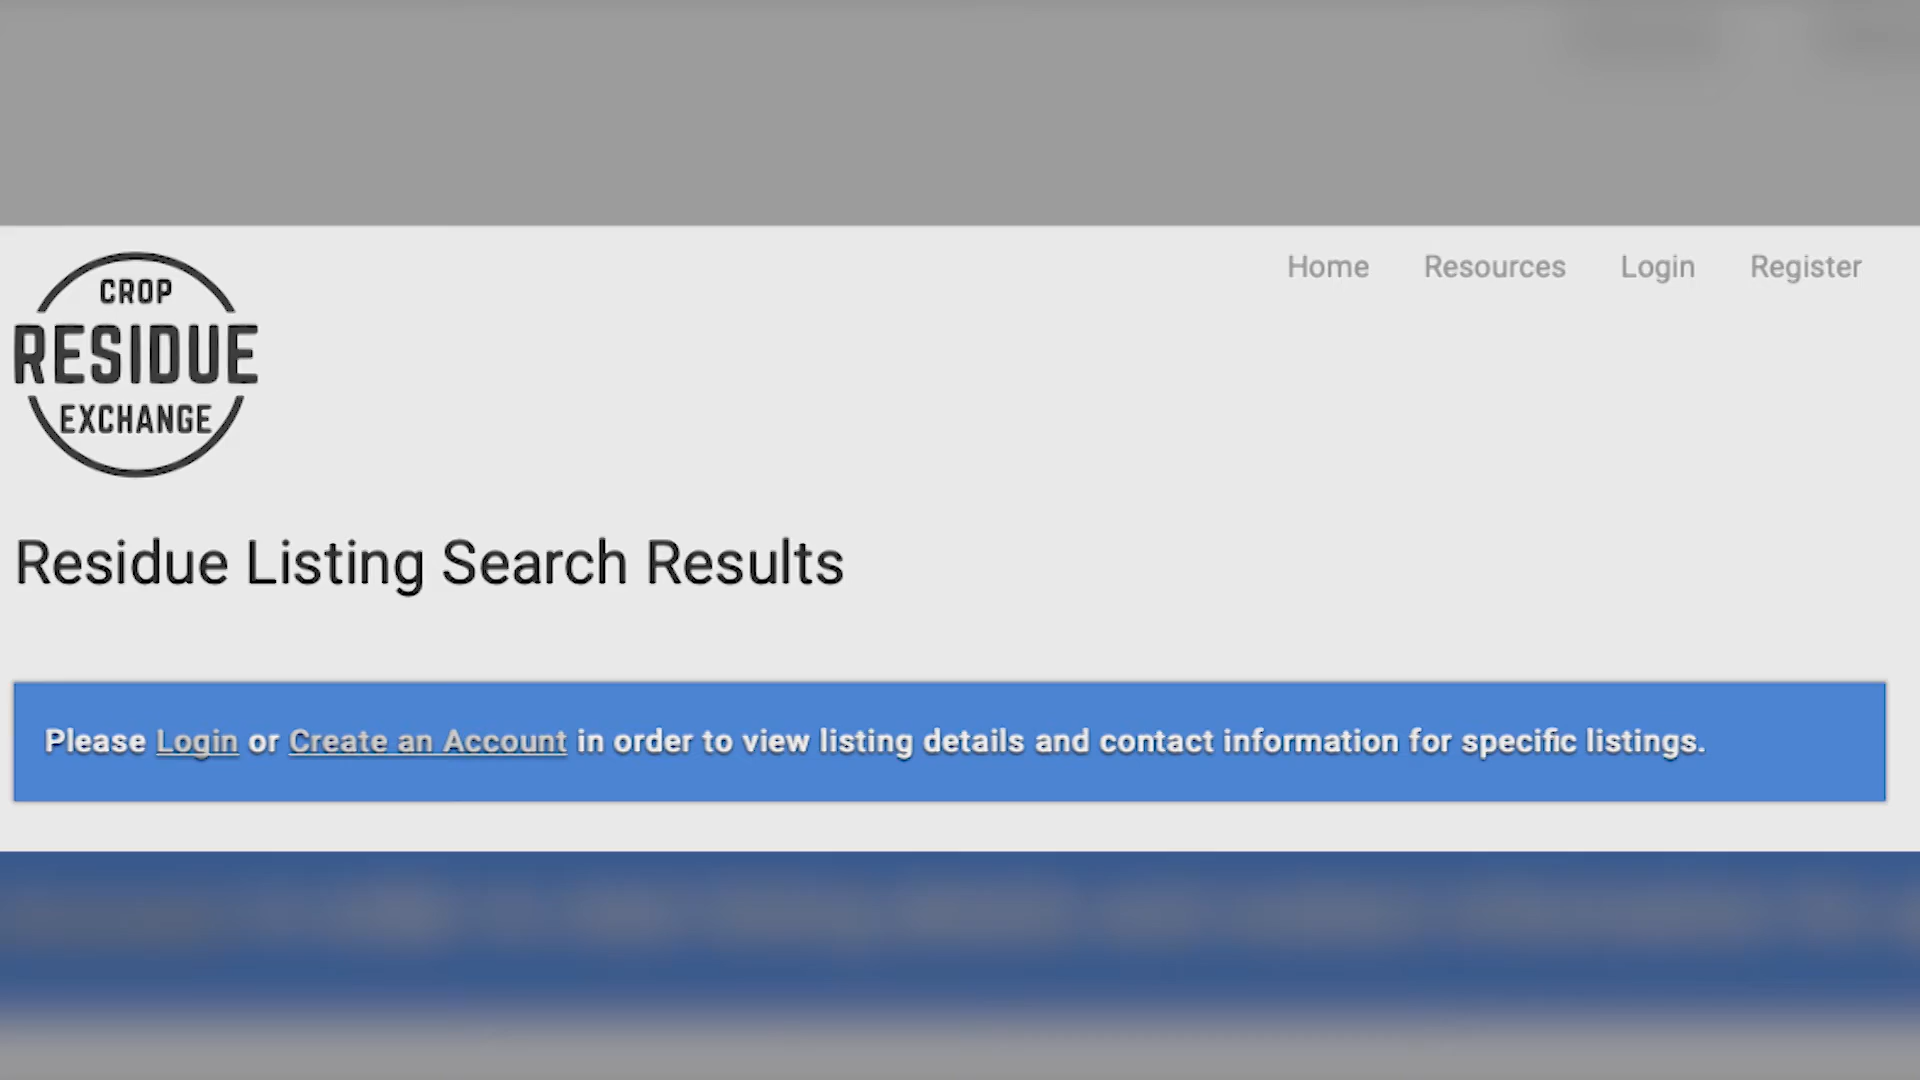 CROP
RESIDUE
EXCHANGE
Home Resources Login Register
Residue Listing Search Results
Please Login or Create an Account in order to view listing details and contact information for specific listings.